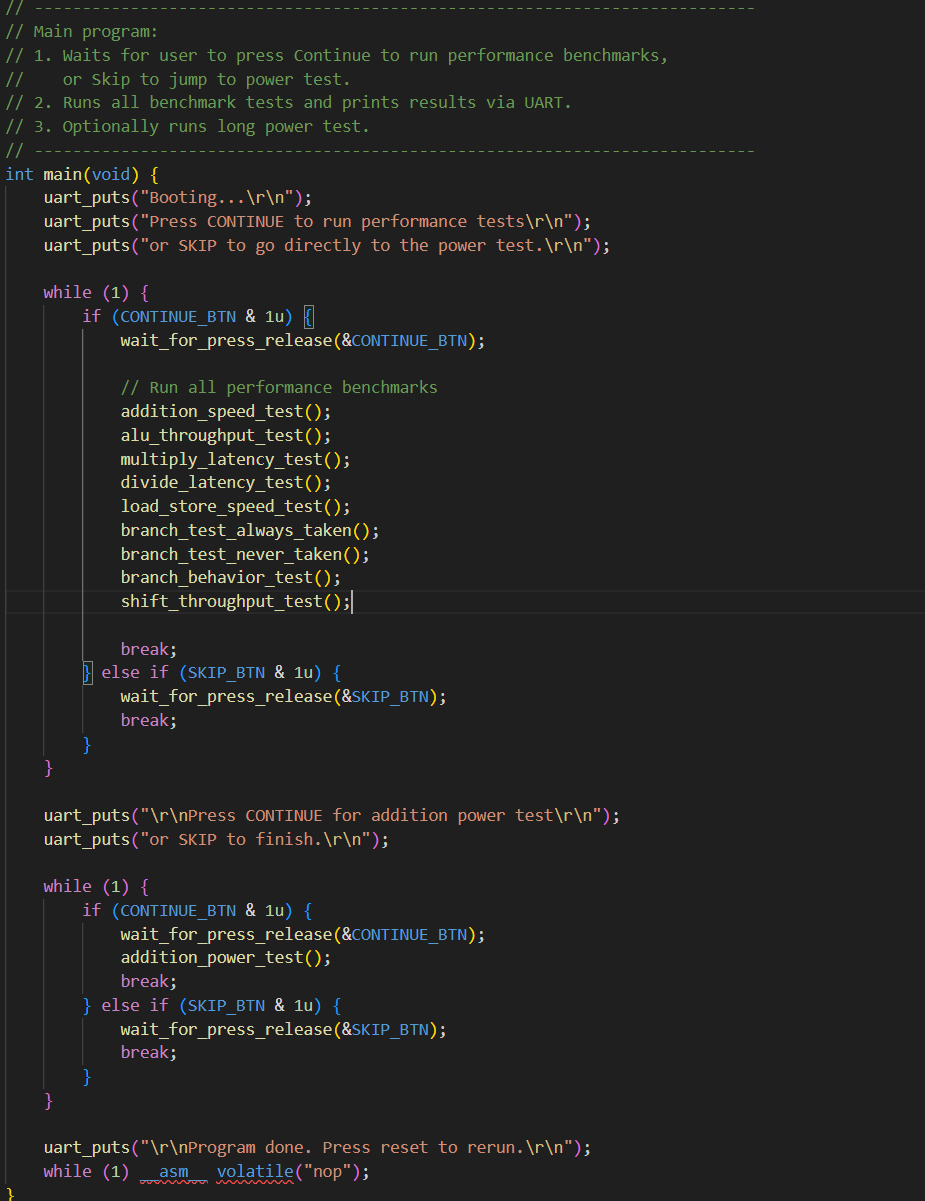 // ---------------------------------------------------------------------------
// Main program:
// 1. Waits for user to press Continue to run performance benchmarks,
//    or Skip to jump to power test.
// 2. Runs all benchmark tests and prints results via UART.
// 3. Optionally runs long power test.
// ---------------------------------------------------------------------------
int main(void) {
    uart_puts("Booting...\r\n");
    uart_puts("Press CONTINUE to run performance tests\r\n");
    uart_puts("or SKIP to go directly to the power test.\r\n");

    while (1) {
        if (CONTINUE_BTN & 1u) {
            wait_for_press_release(&CONTINUE_BTN);

            // Run all performance benchmarks
            addition_speed_test();
            alu_throughput_test();
            multiply_latency_test();
            divide_latency_test();
            load_store_speed_test();
            branch_test_always_taken();
            branch_test_never_taken();
            branch_behavior_test();
            shift_throughput_test();

            break;
        } else if (SKIP_BTN & 1u) {
            wait_for_press_release(&SKIP_BTN);
            break;
        }
    }

    uart_puts("\r\nPress CONTINUE for addition power test\r\n");
    uart_puts("or SKIP to finish.\r\n");

    while (1) {
        if (CONTINUE_BTN & 1u) {
            wait_for_press_release(&CONTINUE_BTN);
            addition_power_test();
            break;
        } else if (SKIP_BTN & 1u) {
            wait_for_press_release(&SKIP_BTN);
            break;
        }
    }

    uart_puts("\r\nProgram done. Press reset to rerun.\r\n");
    while (1) __asm__ volatile("nop");
}